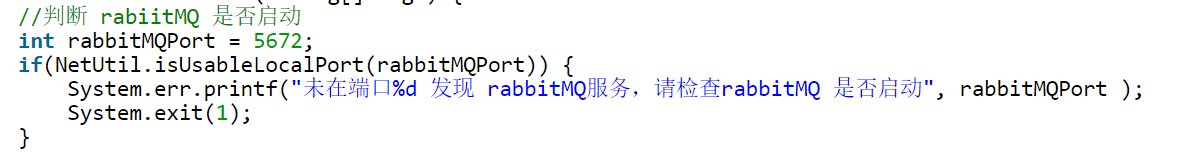 //判断 rabiitMQ 是否启动
int rabbitMQPort = 5672;
if(NetUtil.isUsableLocalPort(rabbitMQPort)) {
    System.err.printf("未在端口%d 发现 rabbitMQ服务，请检查rabbitMQ 是否启动", rabbitMQPort );
    System.exit(1);
}